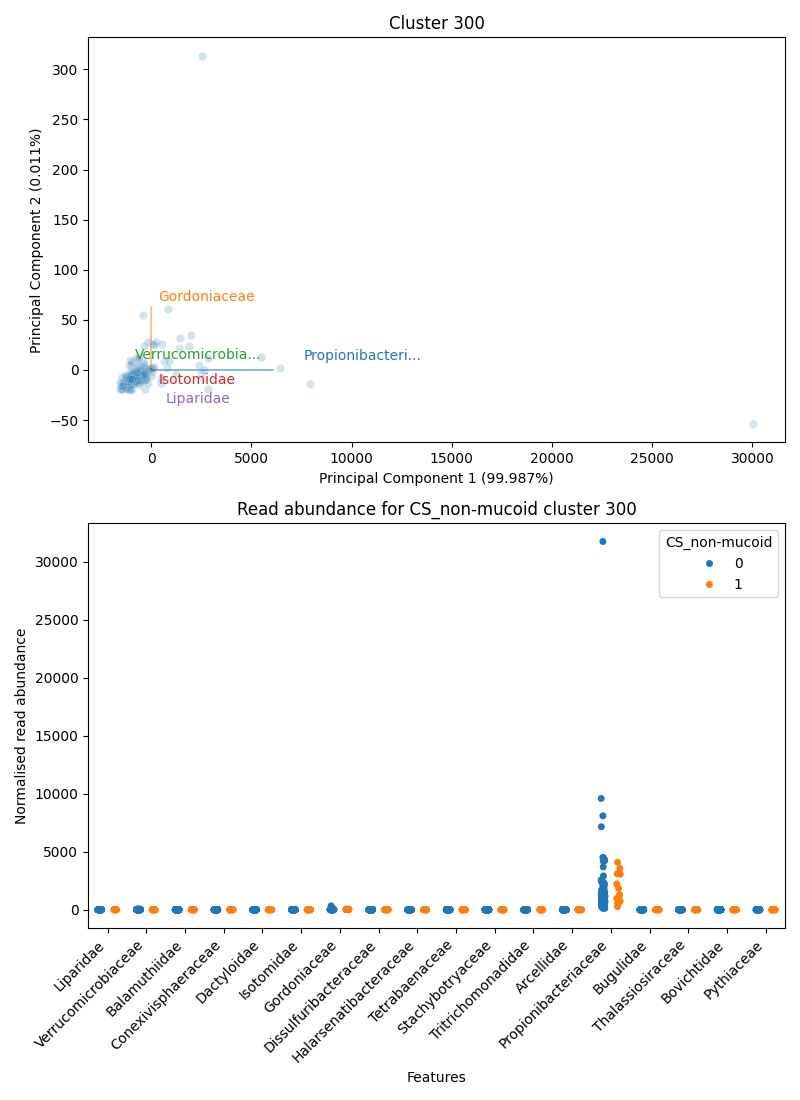 Cluster 300
Principal Component 2 (0.011%)
300
250
200
150
100
50
0
−50
Gordoniaceae
Verrucomicrobia...
Propionibacteri...
Isotomidae
Liparidae
0
5000
10000
15000
20000
25000
30000
Principal Component 1 (99.987%)
Read abundance for CS_non-mucoid cluster 300
Normalised read abundance
30000
25000
20000
15000
10000
5000
0
CS_non-mucoid
0
1
Liparidae
Verrucomicrobiaceae
Balamuthiidae
Conexivisphaeraceae
Dactyloidae
Isotomidae
Gordoniaceae
Dissulfuribacteraceae
Halarsenatibacteraceae
Tetrabaenaceae
Stachybotryaceae
Tritrichomonadidae
Arcellidae
Propionibacteriaceae
Bugulidae
Thalassiosiraceae
Bovichtidae
Pythiaceae
Features